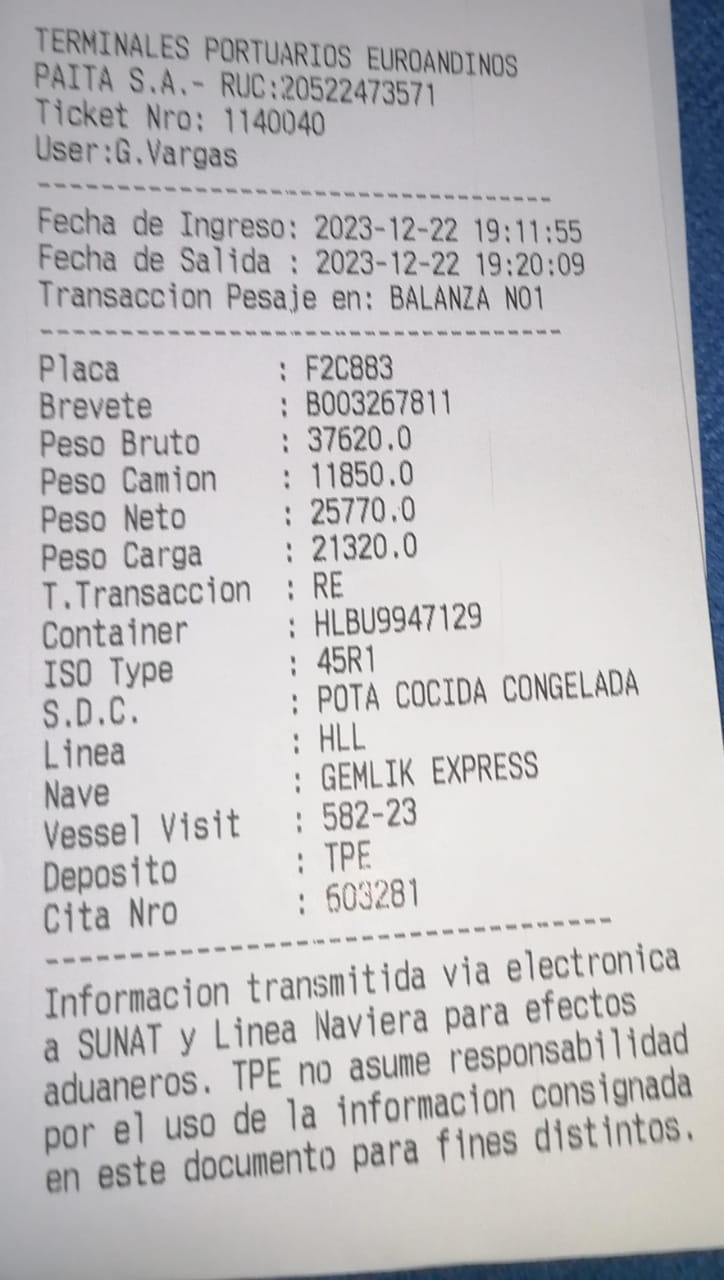 TERMINALES PORTUARIOS EUROANDINOS
PAITA S.A.- RUC:20522473571
Ticket Nro: 1140040
User:G.Vargas
Fecha de Ingreso: 2023-12-22 19:11:55
Fecha de Salida : 2023-12-22 19:20:09
Transaccion Pesaje en: BALANZA NO1
Placa : F2C883
Brevete : B003267811
Peso Bruto : 37620.0
Peso Camion : 11850.0
Peso Neto : 25770.0
Peso Carga : 21320.0
T.Transaccion : RE
Container : HLBU9947129
ISO Type : 45R1
S.D.C. : POTA COCIDA CONGELADA
Linea : HLL
Nave : GEMLIK EXPRESS
Vessel Visit : 582-23
Deposito : TPE
Cita Nro : 603281
Informacion transmitida via electronica
a SUNAT y Linea Naviera para efectos
aduaneros. TPE no asume responsabilidad
por el uso de la informacion consignada
en este documento para fines distintos.